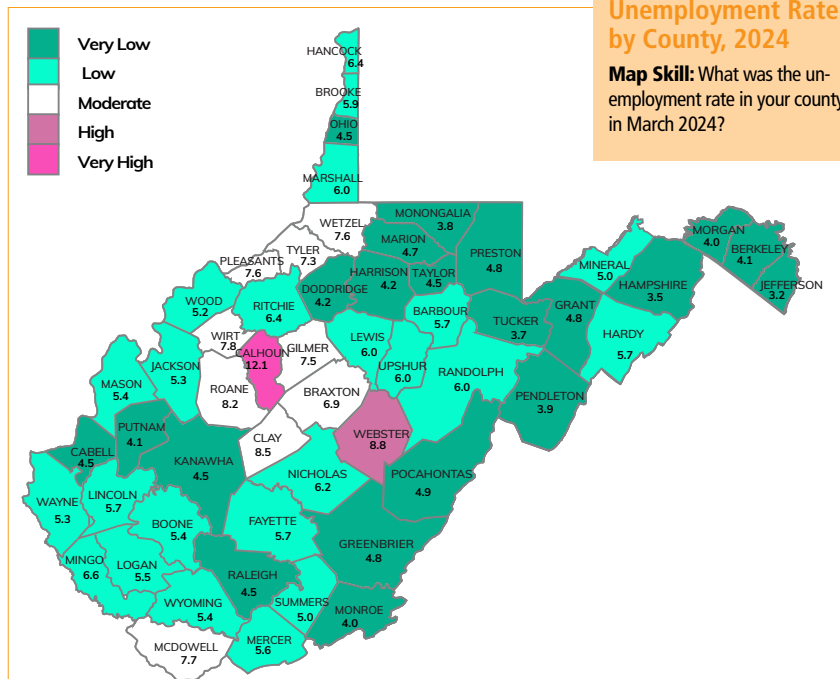 Unemployment Rate
by County, 2024
Map Skill: What was the un-
employment rate in your county
in March 2024?
Very Low
Low
Moderate
High
Very High
HANCOCK
6.4
BROOKE
5.9
OHIO
4.5
MARSHALL
6.0
WETZEL
7.6
MONONGALIA
3.8
MARION
4.7
PRESTON
4.8
TYLER
7.3
PLEASANTS
7.6
DODDRIDGE
4.2
HARRISON
4.2
TAYLOR
4.5
MORGAN
4.0
BERKELEY
4.1
JEFFERSON
3.2
MINERAL
5.0
HAMPSHIRE
3.5
WOOD
5.2
RITCHIE
6.4
BARBOUR
5.7
TUCKER
3.7
GRANT
4.8
HARDY
5.7
WIRT
7.8
CALHOUN
12.1
GILMER
7.5
LEWIS
6.0
UPSHUR
6.0
RANDOLPH
6.0
JACKSON
5.3
MASON
5.4
ROANE
8.2
BRAXTON
6.9
PENDLETON
3.9
PUTNAM
4.1
CABELL
4.5
KANAWHA
4.5
CLAY
8.5
WEBSTER
8.8
NICHOLAS
6.2
POCAHONTAS
4.9
WAYNE
5.3
LINCOLN
5.7
BOONE
5.4
FAYETTE
5.7
GREENBRIER
4.8
MINGO
6.6
LOGAN
5.5
RALEIGH
4.5
WYOMING
5.4
SUMMERS
5.0
MONROE
4.0
MCDOWELL
7.7
MERCER
5.6